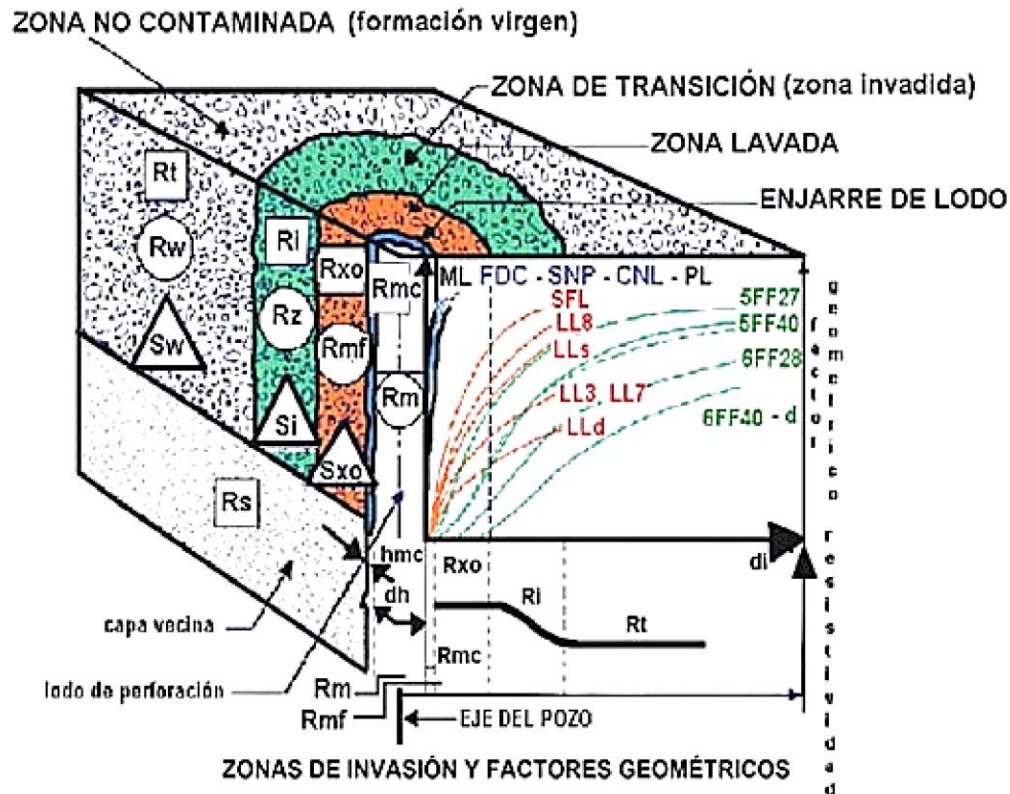 ZONA NO CONTAMINADA (formación virgen)
ZONA DE TRANSICIÓN (zona invadida)
ZONA LAVADA
ENJARRE DE LODO
Rt
Rw
Sw
RI
Rz
Si
Rxo
Rmf
Sxo
Rmc
Rm
Rs
ML FDC - SNP - CNL - PL
SFL
LL8
LLs
LL3, LL7
LLd
5FF27
5FF40
6FF28
6FF40 - d
factor geometrico
di
hmc
dh
Rxo
RI
Rt
Rmc
resistividad
capa vecina
lodo de perforación
Rm
Rmf
EJE DEL POZO
ZONAS DE INVASIÓN Y FACTORES GEOMÉTRICOS